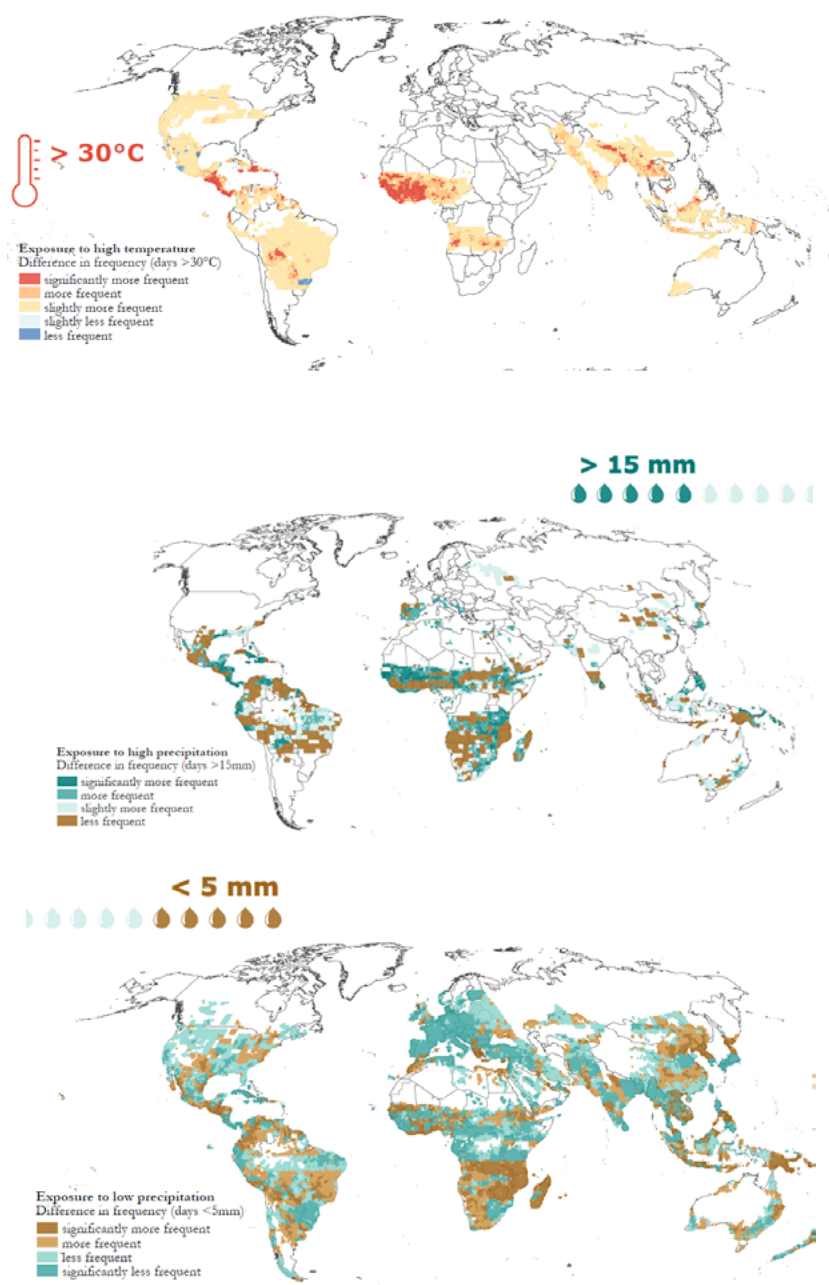 > 30°C
Exposure to high temperature
Difference in frequency (days >30°C)
significantly more frequent
more frequent
slightly more frequent
slightly less frequent
less frequent
> 15 mm
Exposure to high precipitation
Difference in frequency (days >15mm)
significantly more frequent
more frequent
slightly more frequent
less frequent
< 5 mm
Exposure to low precipitation
Difference in frequency (days <5mm)
significantly more frequent
more frequent
less frequent
significantly less frequent